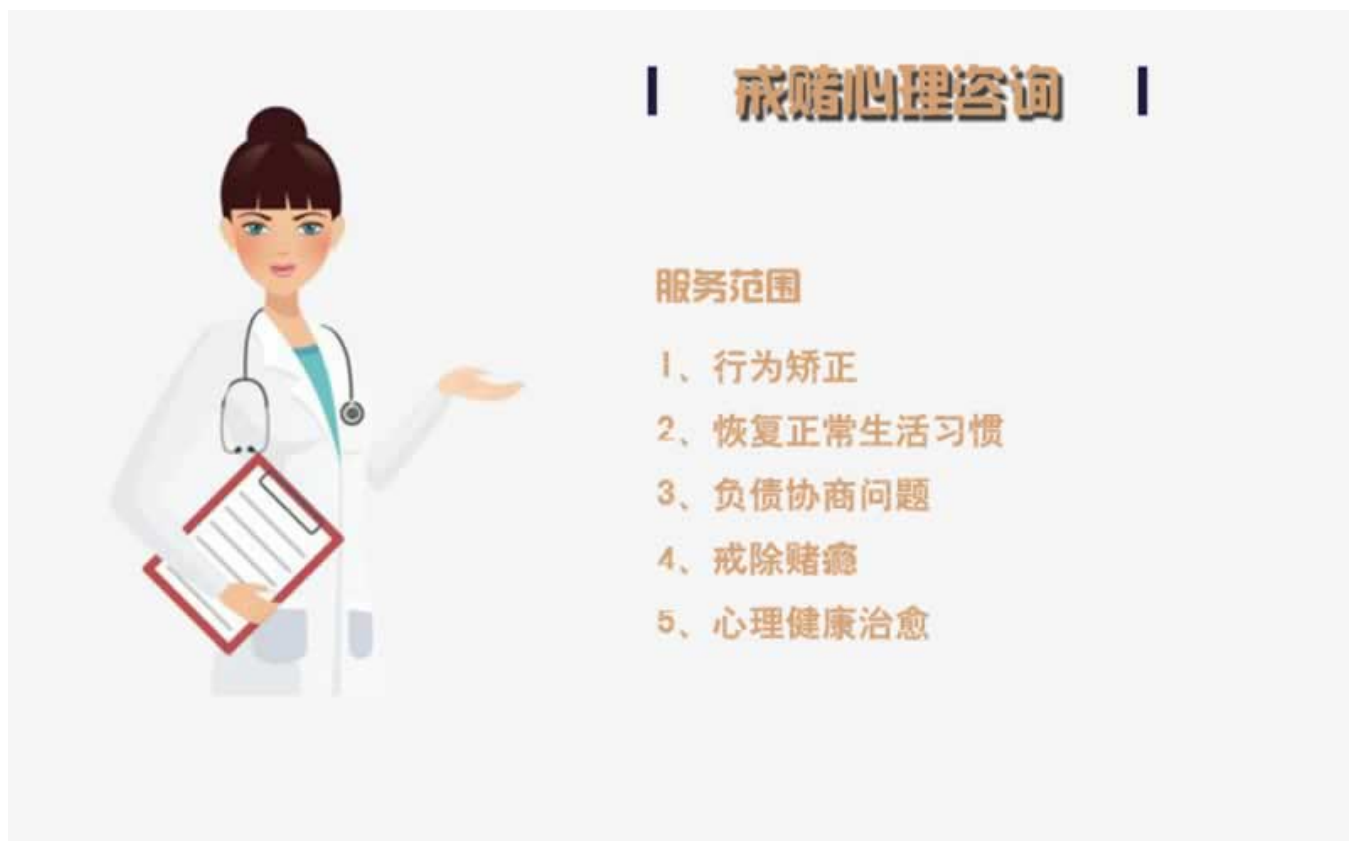 戒赌心理咨询
服务范围
1、行为矫正
2、恢复正常生活习惯
3、负债协商问题
4、戒除赌瘾
5、心理健康治愈